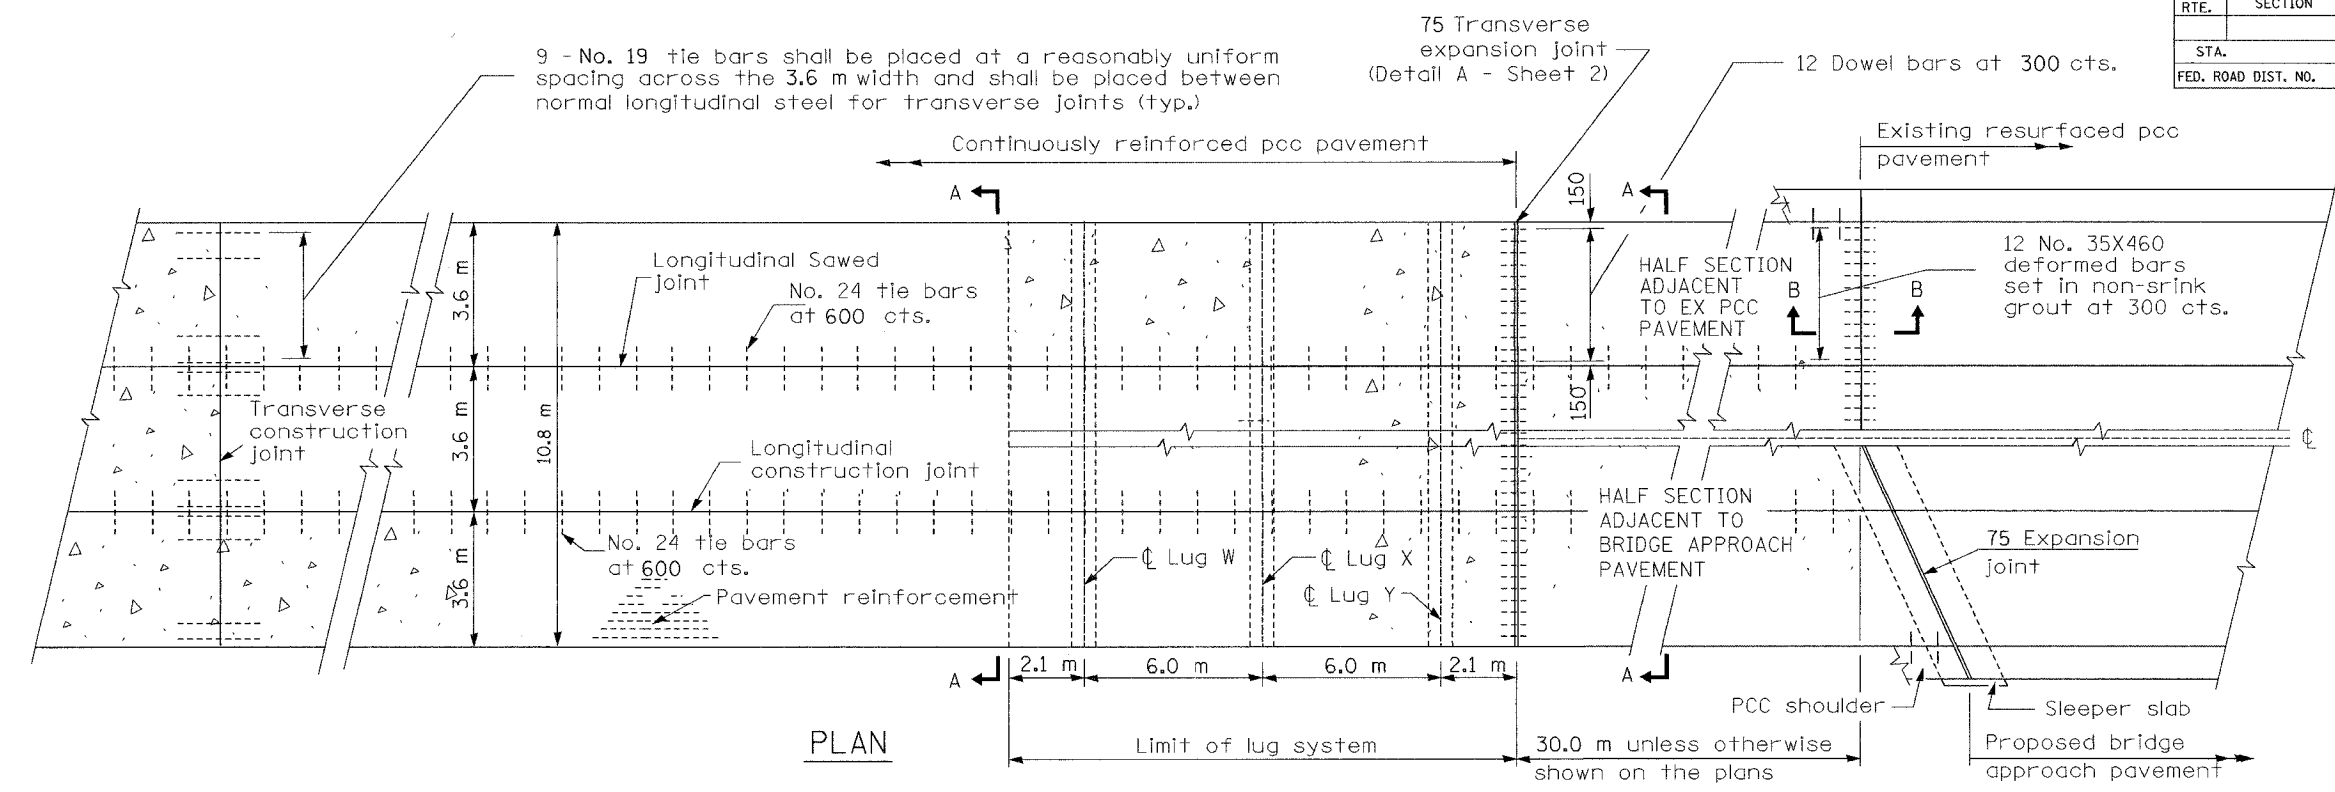 RTE.
SECTION
STA.
FED. ROAD DIST. NO.
75 Transverse
expansion joint
(Detail A - Sheet 2)
9 - No. 19 tie bars shall be placed at a reasonably uniform
spacing across the 3.6 m width and shall be placed between
normal longitudinal steel for transverse joints (typ.)
12 Dowel bars at 300 cts.
Continuously reinforced pcc pavement
Existing resurfaced pcc
pavement
A
A
150
3.6 m
Longitudinal Sawed
joint
No. 24 tie bars
at 600 cts.
HALF SECTION
ADJACENT
TO EX PCC
PAVEMENT
B
B
12 No. 35X460
deformed bars
set in non-srink
grout at 300 cts.
150
Transverse
construction
joint
3.6 m
10.8 m
Longitudinal
construction joint
℄
HALF SECTION
ADJACENT TO
BRIDGE APPROACH
PAVEMENT
75 Expansion
joint
No. 24 tie bars
at 600 cts.
3.6 m
℄ Lug W
℄ Lug X
℄ Lug Y
Pavement reinforcement
A
2.1 m
6.0 m
6.0 m
2.1 m
A
PCC shoulder
Sleeper slab
PLAN
Limit of lug system
30.0 m unless otherwise
shown on the plans
Proposed bridge
approach pavement